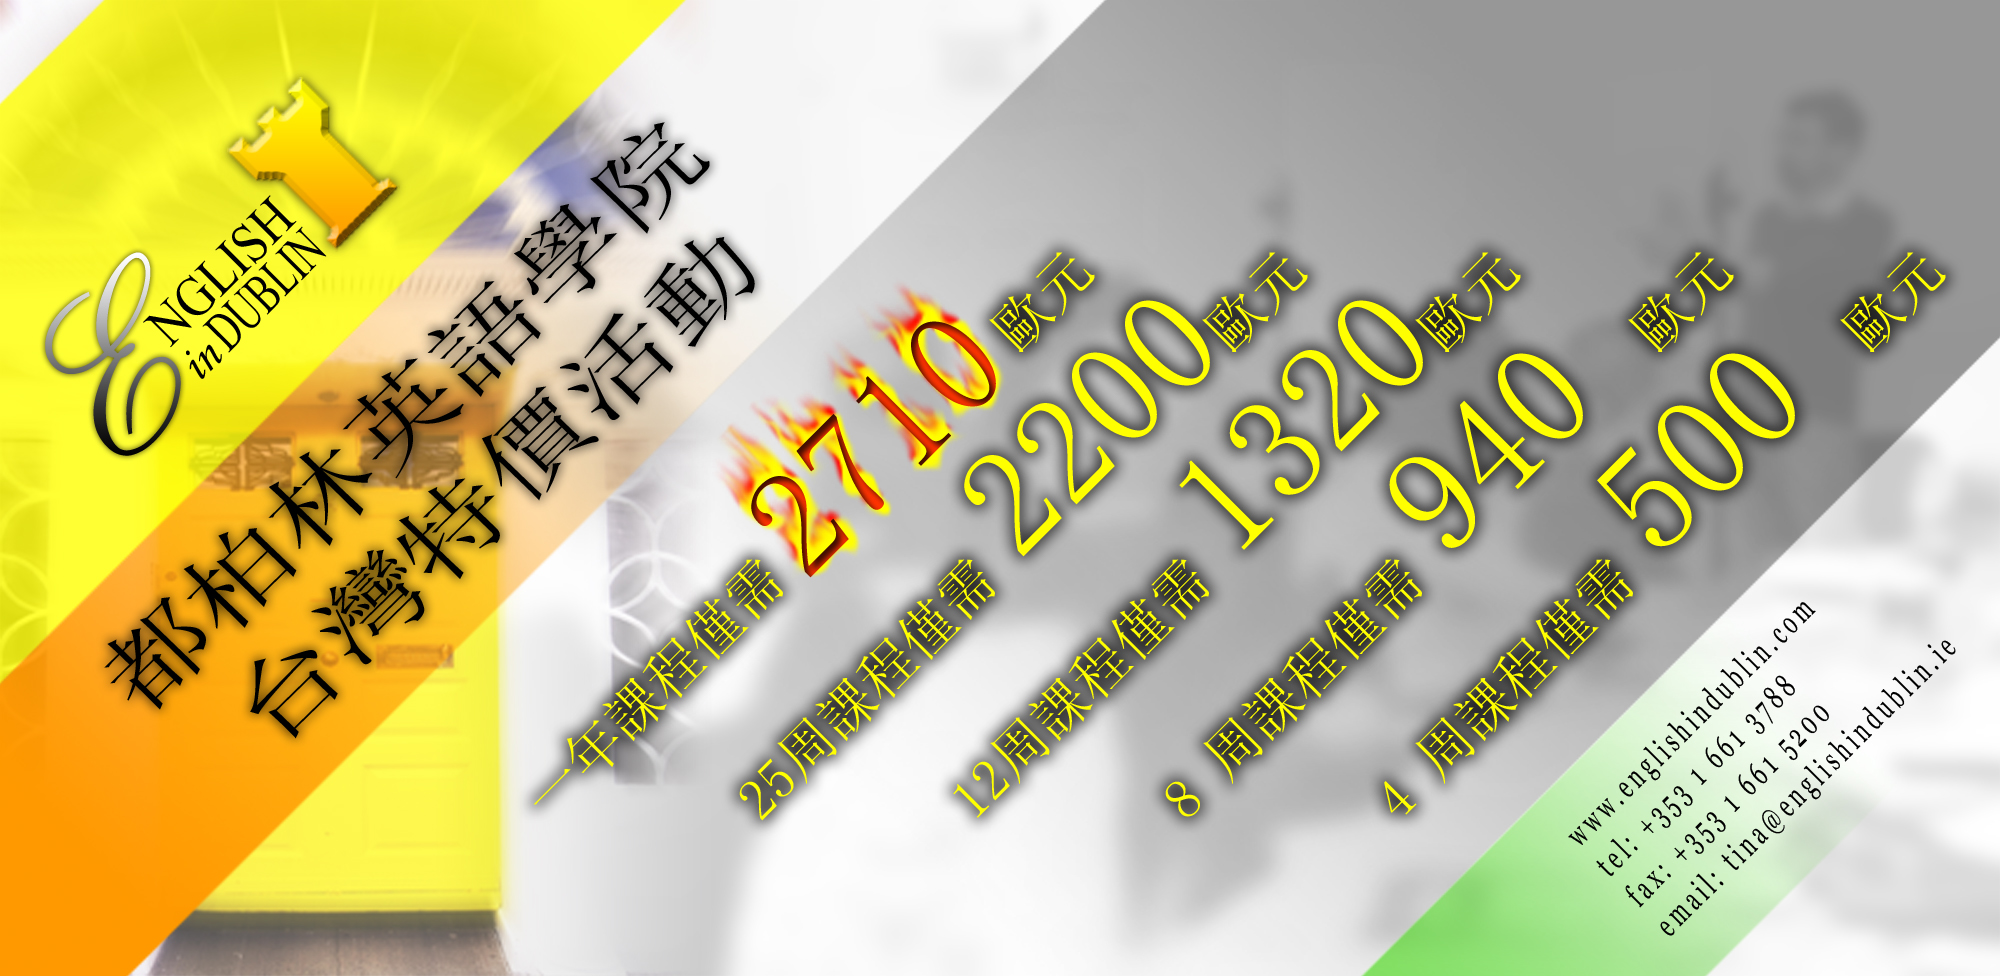 ENGLISH
in DUBLIN
都柏林英語學院
台灣特價活動
一年課程僅需 2710 歐元
25周課程僅需 2200 歐元
12周課程僅需 1320 歐元
8 周課程僅需 940 歐元
4 周課程僅需 500 歐元
www.englishindublin.com
tel: +353 1 661 3788
fax: +353 1 661 5200
email: tina@englishindublin.ie